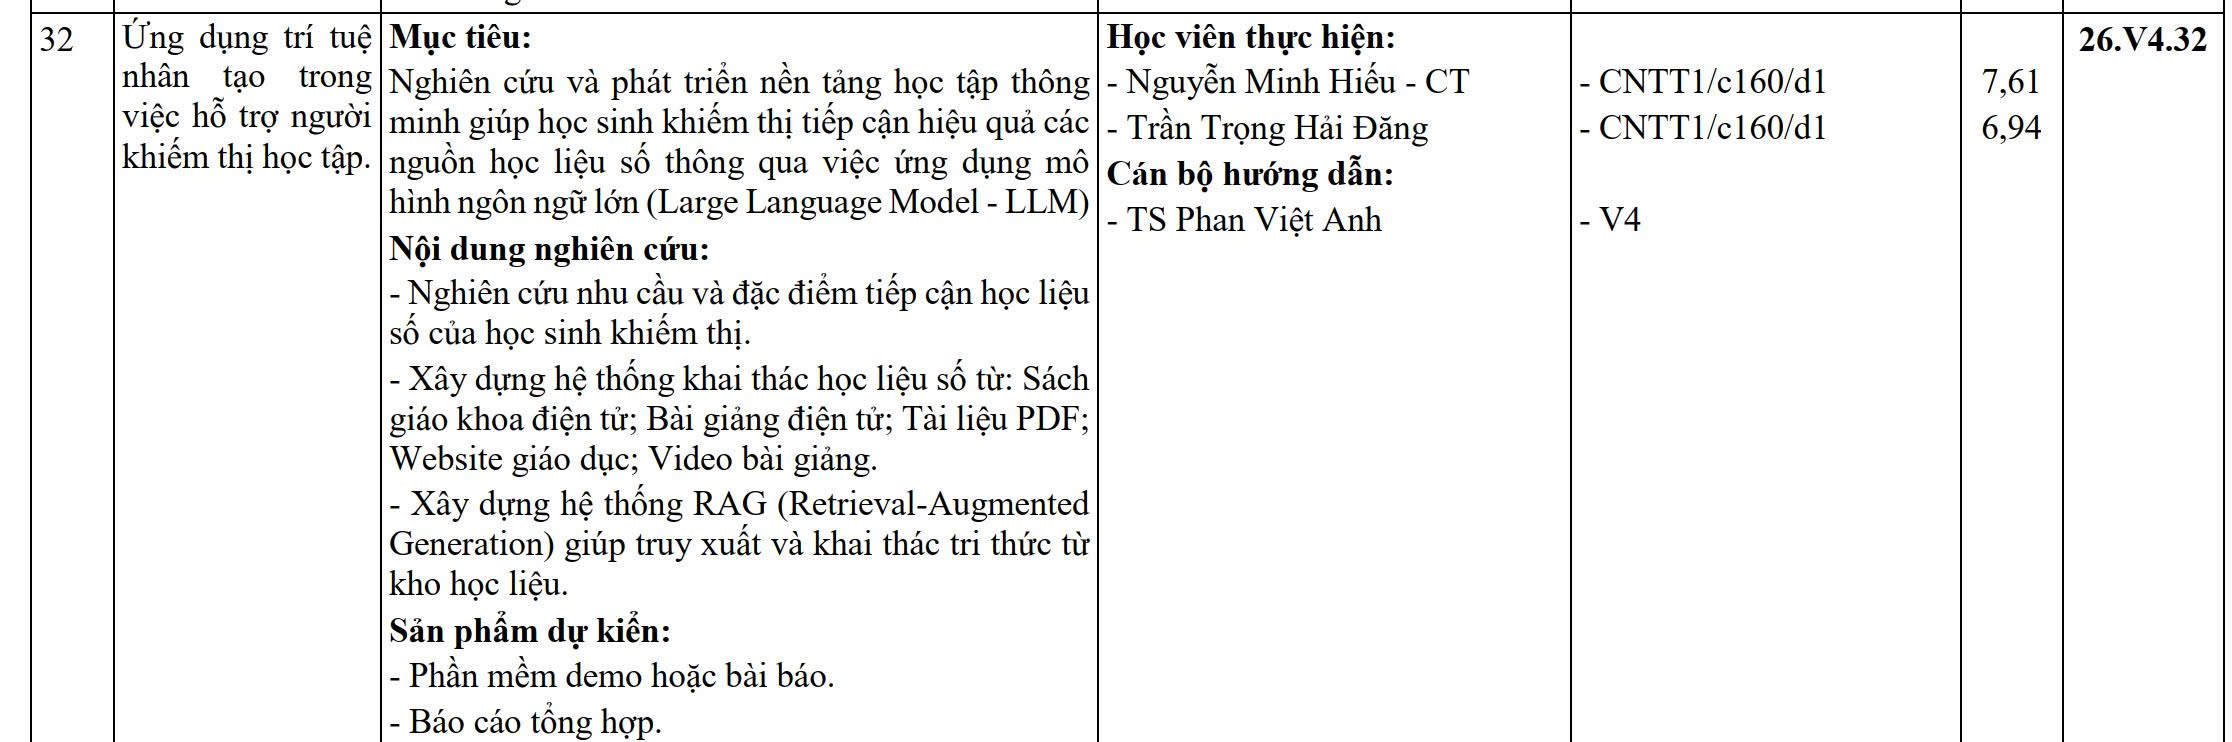 32
Ứng dụng trí tuệ
nhân tạo trong
việc hỗ trợ người
khiếm thị học tập.
Mục tiêu:
Nghiên cứu và phát triển nền tảng học tập thông
minh giúp học sinh khiếm thị tiếp cận hiệu quả các
nguồn học liệu số thông qua việc ứng dụng mô
hình ngôn ngữ lớn (Large Language Model - LLM)
Nội dung nghiên cứu:
- Nghiên cứu nhu cầu và đặc điểm tiếp cận học liệu
số của học sinh khiếm thị.
- Xây dựng hệ thống khai thác học liệu số từ: Sách
giáo khoa điện tử; Bài giảng điện tử; Tài liệu PDF;
Website giáo dục; Video bài giảng.
- Xây dựng hệ thống RAG (Retrieval-Augmented
Generation) giúp truy xuất và khai thác tri thức từ
kho học liệu.
Sản phẩm dự kiến:
- Phần mềm demo hoặc bài báo.
- Báo cáo tổng hợp.
Học viên thực hiện:
- Nguyễn Minh Hiếu - CT
- Trần Trọng Hải Đăng
Cán bộ hướng dẫn:
- TS Phan Việt Anh
- CNTT1/c160/d1
- CNTT1/c160/d1
- V4
7,61
6,94
26.V4.32